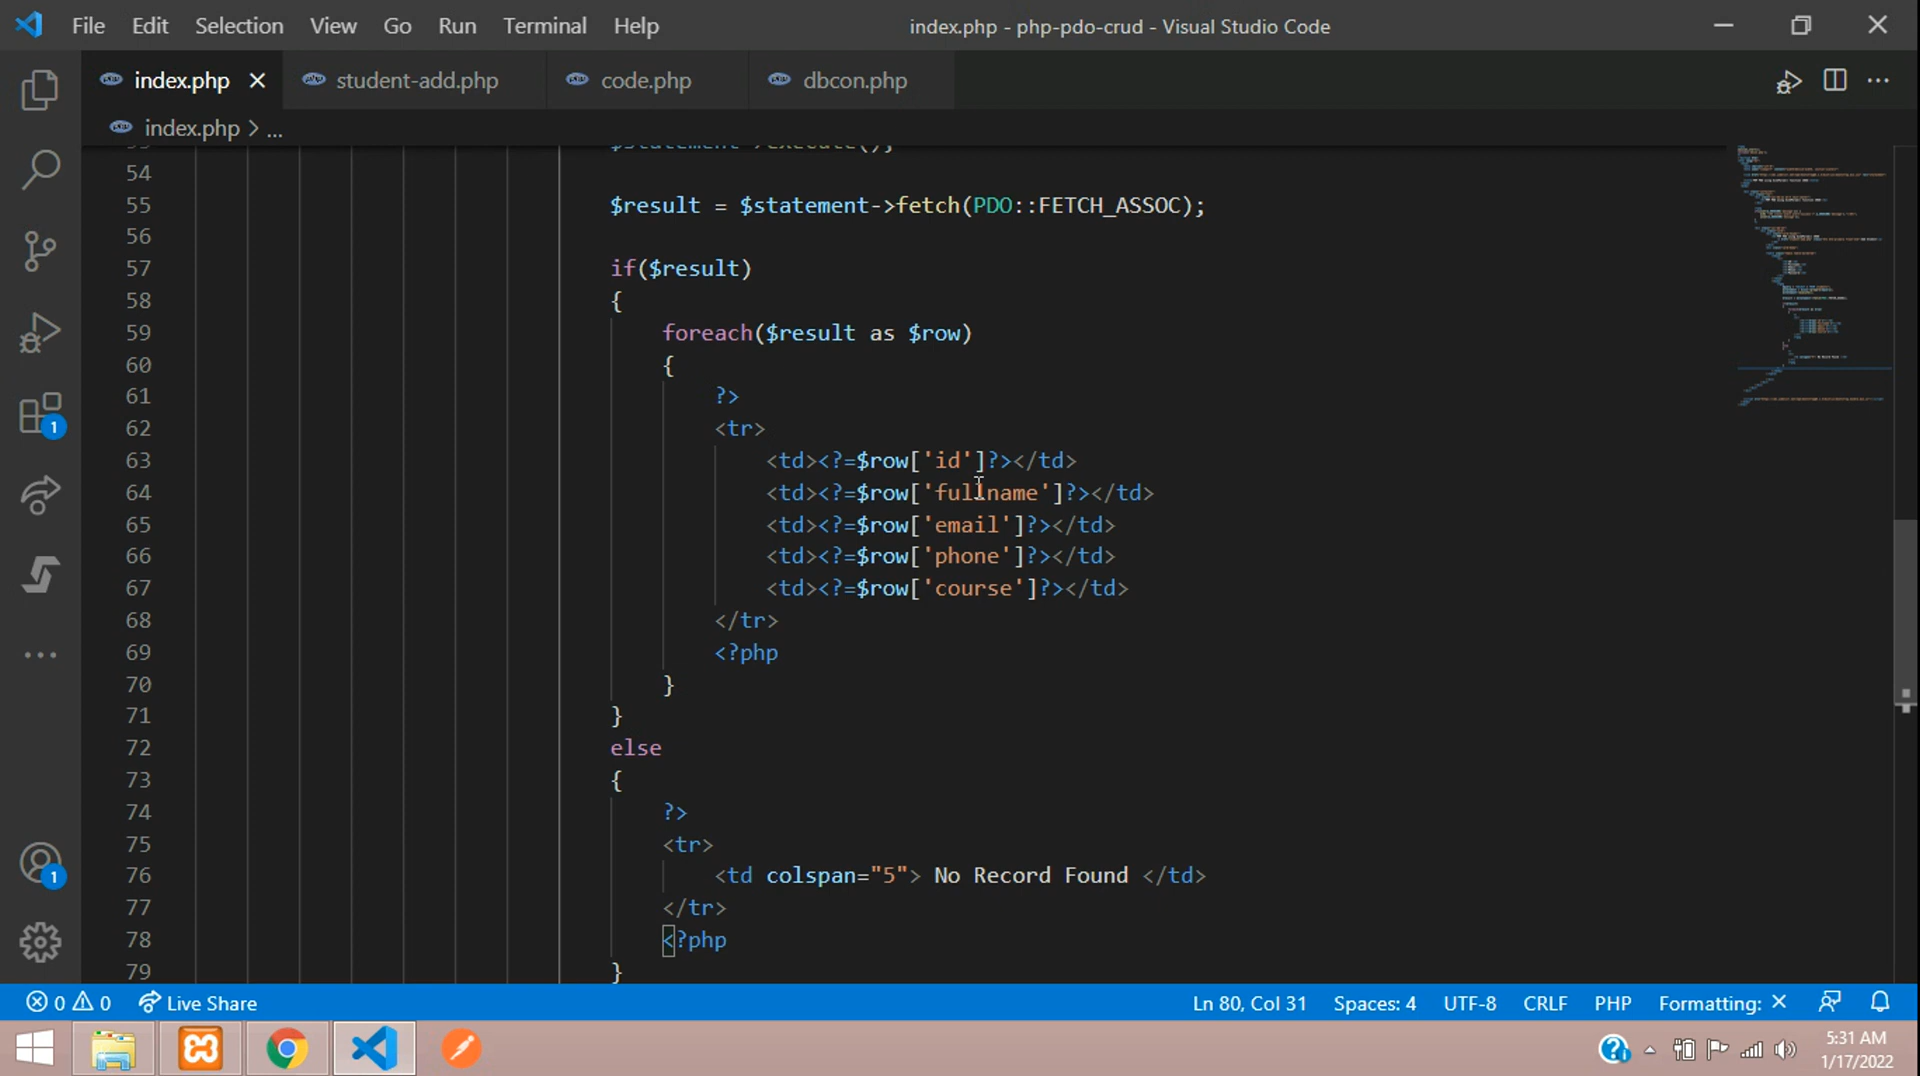 File Edit Selection View Go Run Terminal Help index.php - php-pdo-crud - Visual Studio Code
index.php student-add.php code.php dbcon.php
index.php > ...
54
55 $result = $statement->fetch(PDO::FETCH_ASSOC);
56
57 if($result)
58 {
59 foreach($result as $row)
60 {
61 ?>
62 <tr>
63 <td><?=$row['id']?></td>
64 <td><?=$row['fullname']?></td>
65 <td><?=$row['email']?></td>
66 <td><?=$row['phone']?></td>
67 <td><?=$row['course']?></td>
68 </tr>
69 <?php
70 }
71 }
72 else
73 {
74 ?>
75 <tr>
76 <td colspan="5"> No Record Found </td>
77 </tr>
78 <?php
79 }
1
1
0 0 Live Share Ln 80, Col 31 Spaces: 4 UTF-8 CRLF PHP Formatting: ×
5:31 AM
1/17/2022